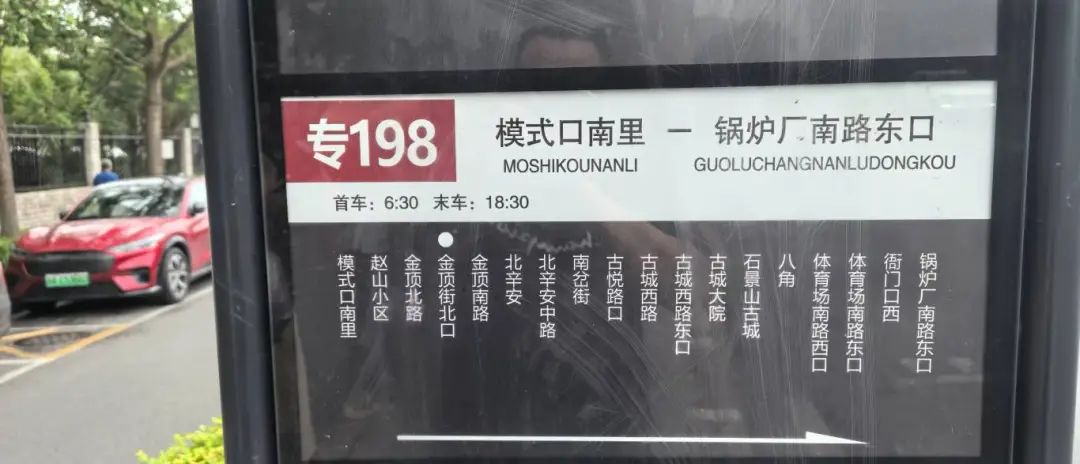 专198
模式口南里 — 锅炉厂南路东口
MOSHIKOUNANLI GUOLUCHANGNANLUDONGKOU
首车：6:30 末车：18:30
模式口南里
赵山小区
金顶北路
金顶街北口
金顶南路
北辛安
北辛安中路
南岔街
古悦路口
古城西路
古城西路东口
古城大院
石景山古城
八角
体育场南路西口
体育场南路东口
衙门口西
锅炉厂南路东口